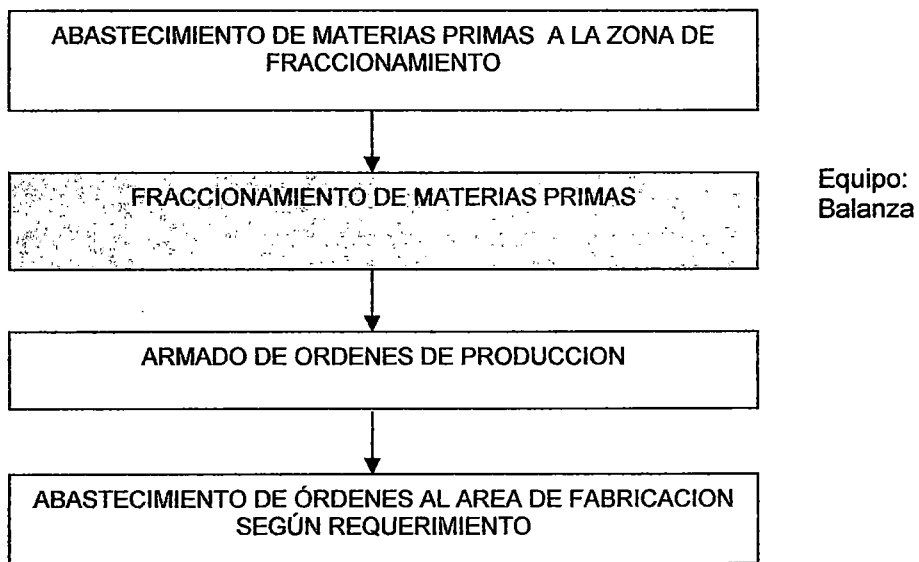 ABASTECIMIENTO DE MATERIAS PRIMAS A LA ZONA DE
FRACCIONAMIENTO
FRACCIONAMIENTO DE MATERIAS PRIMAS
Equipo:
Balanza
ARMADO DE ORDENES DE PRODUCCION
ABASTECIMIENTO DE ÓRDENES AL AREA DE FABRICACION
SEGÚN REQUERIMIENTO